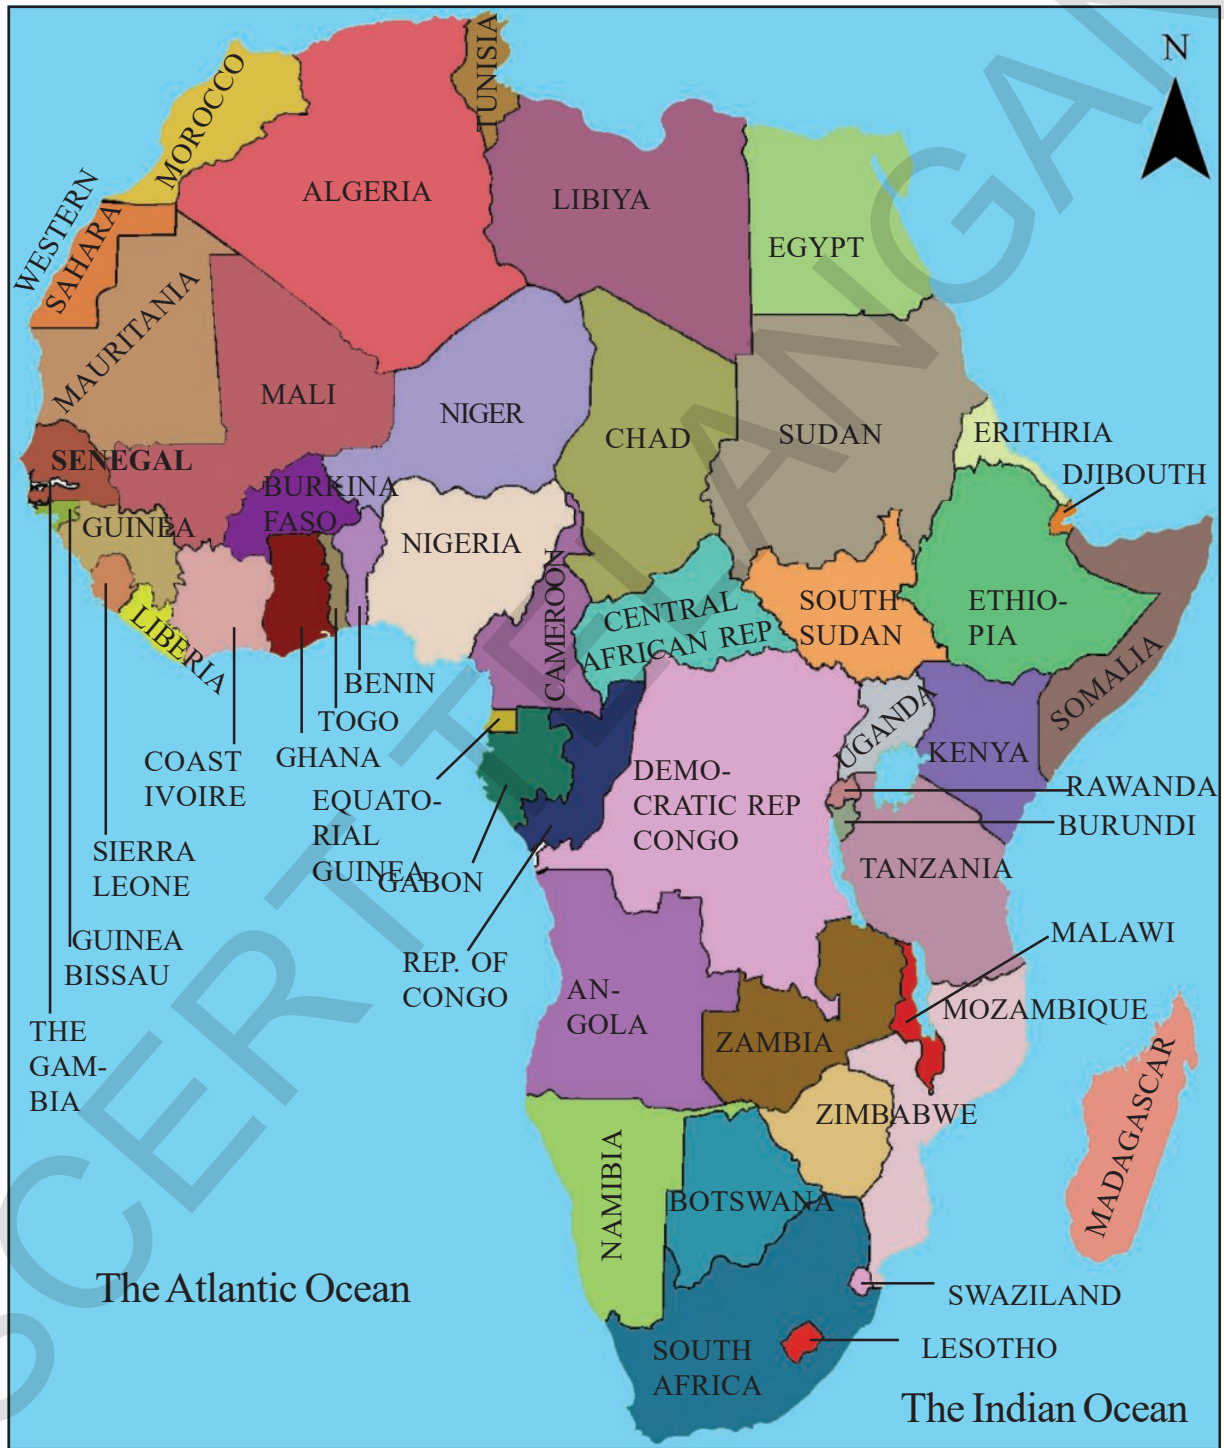 N
TUNISIA
MOROCCO
ALGERIA
LIBIYA
EGYPT
WESTERN
SAHARA
MAURITANIA
MALI
NIGER
CHAD
SUDAN
ERITHRIA
DJIBOUTH
SENEGAL
BURKINA
FASO
GUINEA
NIGERIA
CAMEROON
CENTRAL
AFRICAN REP
SOUTH
SUDAN
ETHIO-
PIA
SOMALIA
LIBERIA
BENIN
TOGO
GHANA
COAST
IVOIRE
EQUATO-
RIAL
GUINEA
GABON
UGANDA
KENYA
DEMO-
CRATIC REP
CONGO
RAWANDA
BURUNDI
TANZANIA
SIERRA
LEONE
GUINEA
BISSAU
REP. OF
CONGO
MALAWI
THE
GAM-
BIA
AN-
GOLA
ZAMBIA
MOZAMBIQUE
ZIMBABWE
MADAGASCAR
NAMIBIA
BOTSWANA
The Atlantic Ocean
SWAZILAND
LESOTHO
SOUTH
AFRICA
The Indian Ocean
SCERT TELANGANA